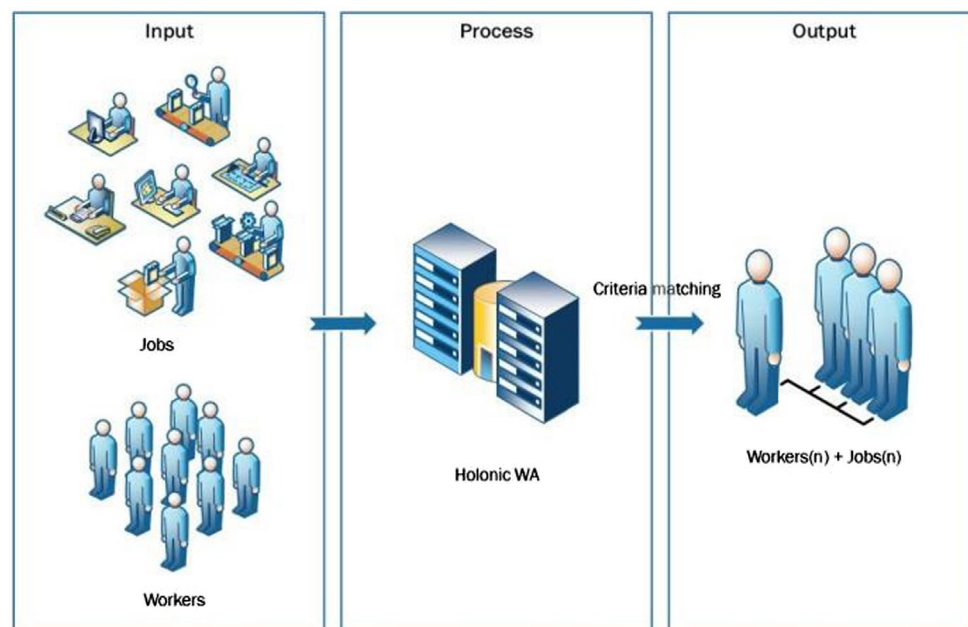 Input
Process
Output
Jobs
Workers
Holonic WA
Criteria matching
Workers(n) + Jobs(n)